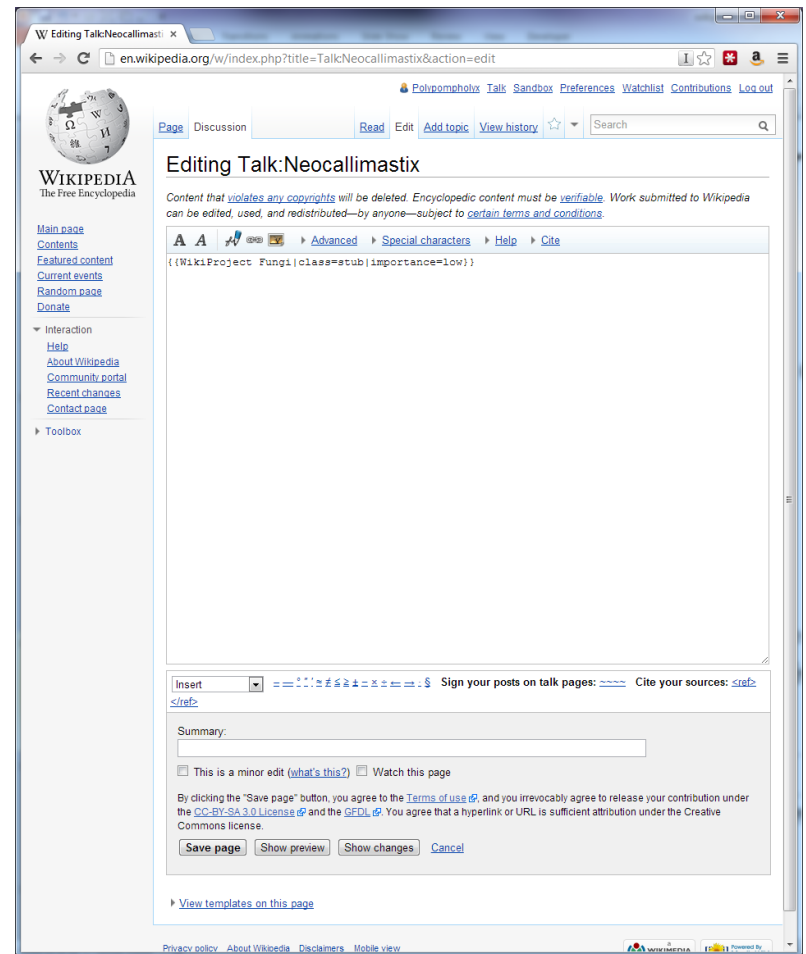 Editing Talk:Neocallimasti ×
en.wikipedia.org/w/index.php?title=Talk:Neocallimastix&action=edit
Polypompholyx Talk Sandbox Preferences Watchlist Contributions Log out
Page Discussion Read Edit Add topic View history Search
WIKIPEDIA
The Free Encyclopedia
Main page
Contents
Featured content
Current events
Random page
Donate
Interaction
Help
About Wikipedia
Community portal
Recent changes
Contact page
Toolbox
Editing Talk:Neocallimastix
Content that violates any copyrights will be deleted. Encyclopedic content must be verifiable. Work submitted to Wikipedia
can be edited, used, and redistributed—by anyone—subject to certain terms and conditions.
A A Advanced Special characters Help Cite
{{WikiProject Fungi|class=stub|importance=low}}
Insert – — ° ″ ′ ≈ ≠ ≤ ≥ ± − × ÷ ← → · § Sign your posts on talk pages: ~~~~ Cite your sources: <ref>
</ref>
Summary:
This is a minor edit (what's this?) Watch this page
By clicking the "Save page" button, you agree to the Terms of use, and you irrevocably agree to release your contribution under
the CC-BY-SA 3.0 License and the GFDL. You agree that a hyperlink or URL is sufficient attribution under the Creative
Commons license.
Save page Show preview Show changes Cancel
View templates on this page
Privacy policy About Wikipedia Disclaimers Mobile view
a
WIKIMEDIA
Powered By